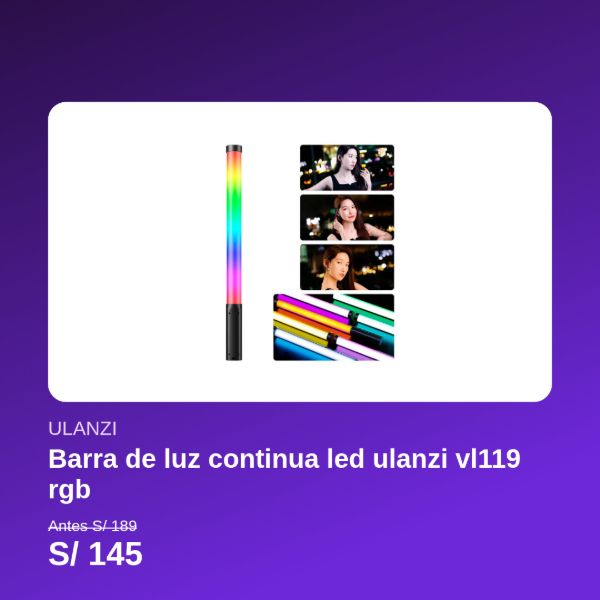 ULANZI
Barra de luz continua led ulanzi vl119
rgb
Antes S/ 189
S/ 145